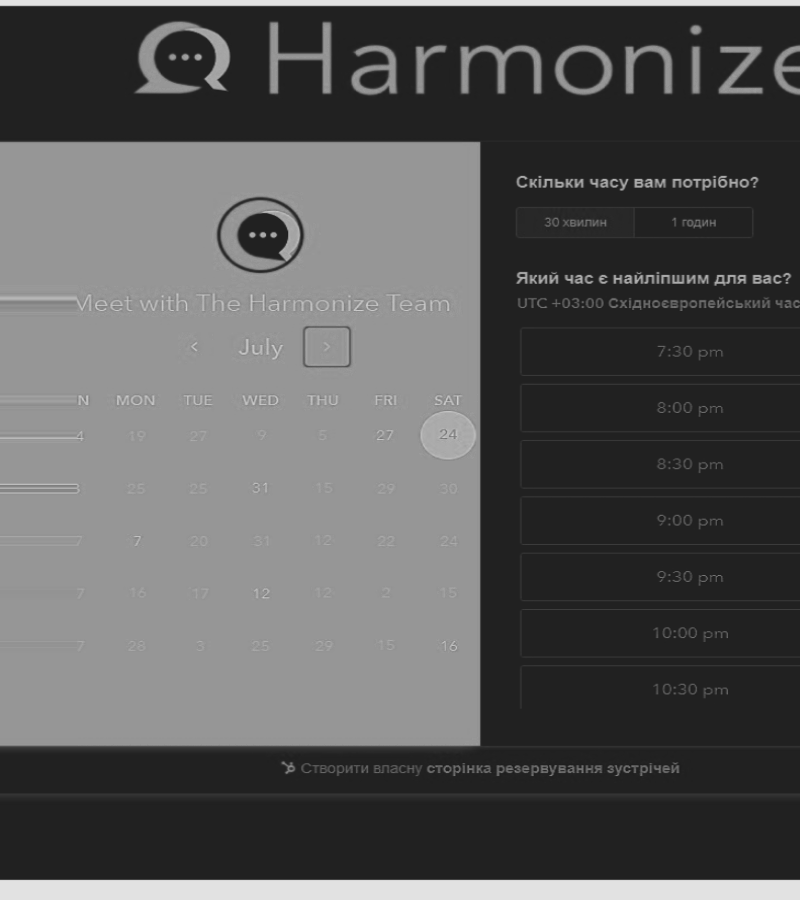 Harmonize
Meet with The Harmonize Team
July
N MON TUE WED THU FRI SAT
4 19 27 9 5 27 24
25 25 31 15 29 30
7 7 20 31 12 22 24
7 16 17 12 12 2 15
7 28 3 25 29 15 16
Скільки часу вам потрібно?
30 хвилин 1 годин
Який час є найліпшим для вас?
UTC +03:00 Східноєвропейський час
7:30 pm
8:00 pm
8:30 pm
9:00 pm
9:30 pm
10:00 pm
10:30 pm
Створити власну сторінка резервування зустрічей